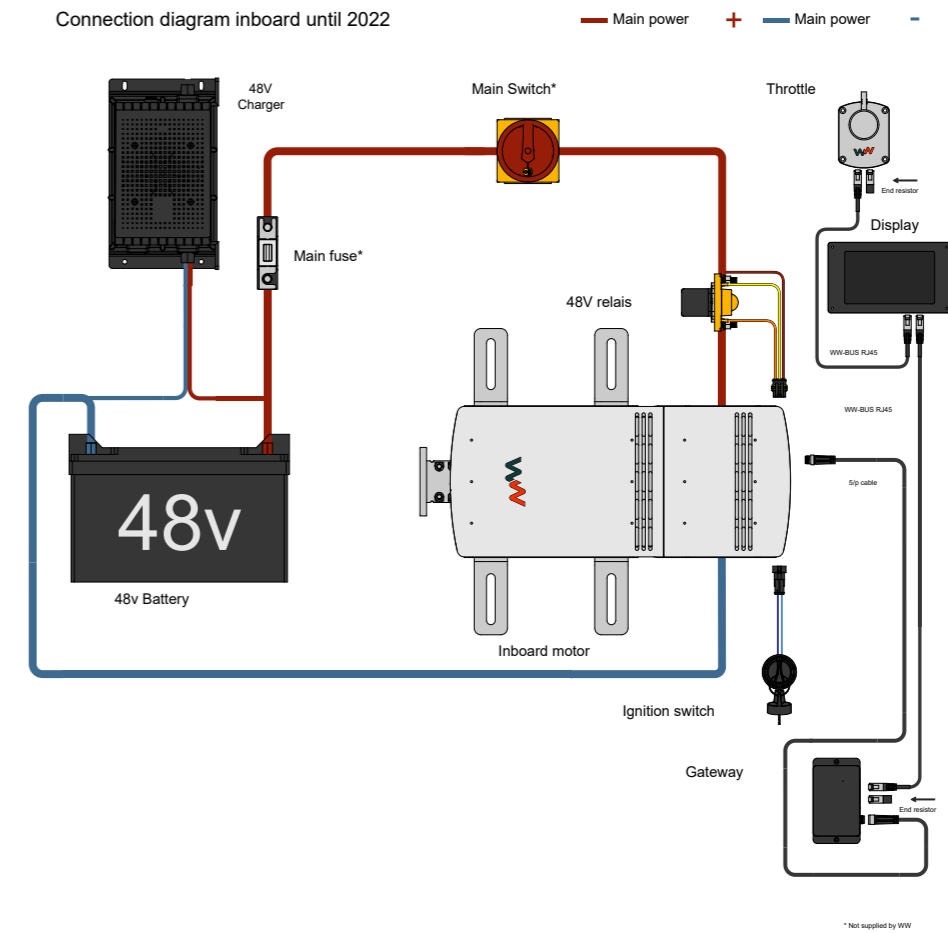 Connection diagram inboard until 2022
Main power +
Main power -
48V
Charger
Main Switch*
Throttle
End resistor
Display
Main fuse*
48V relais
WW-BUS RJ45
WW-BUS RJ45
5/p cable
48v
48v Battery
Inboard motor
Ignition switch
Gateway
End resistor
* Not supplied by WW